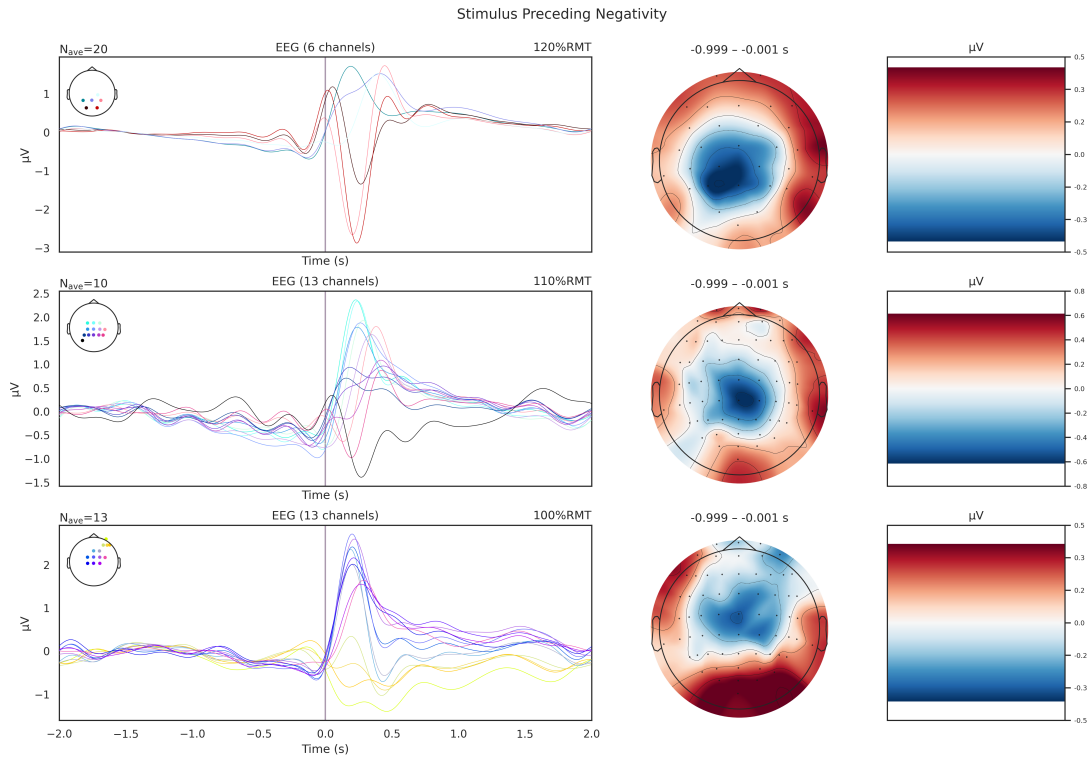 Stimulus Preceding Negativity
Nave=20 EEG (6 channels) 120%RMT
1
0
−1
−2
−3
µV
Time (s)
-0.999 – -0.001 s
µV
0.5
0.3
0.2
0.1
0.0
-0.1
-0.2
-0.3
-0.5
Nave=10 EEG (13 channels) 110%RMT
2.5
2.0
1.5
1.0
0.5
0.0
−0.5
−1.0
−1.5
µV
Time (s)
-0.999 – -0.001 s
µV
0.8
0.6
0.4
0.2
0.0
-0.2
-0.4
-0.6
-0.8
Nave=13 EEG (13 channels) 100%RMT
2
1
0
−1
µV
−2.0 −1.5 −1.0 −0.5 0.0 0.5 1.0 1.5 2.0
Time (s)
-0.999 – -0.001 s
µV
0.5
0.3
0.2
0.1
0.0
-0.1
-0.2
-0.3
-0.5